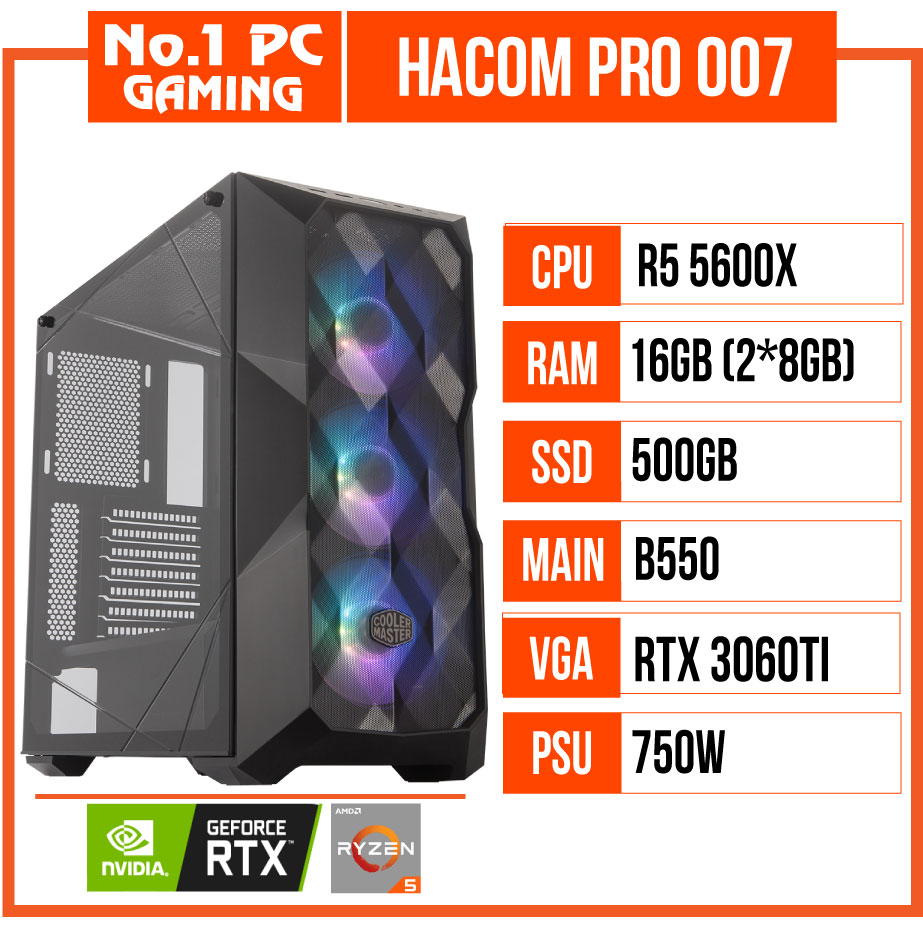 No.1 PC
GAMING
HACOM PRO 007
CPU R5 5600X
RAM 16GB (2*8GB)
SSD 500GB
MAIN B550
VGA RTX 3060TI
PSU 750W
COOLER
MASTER
NVIDIA.
GEFORCE
RTX™
AMD
RYZEN
5